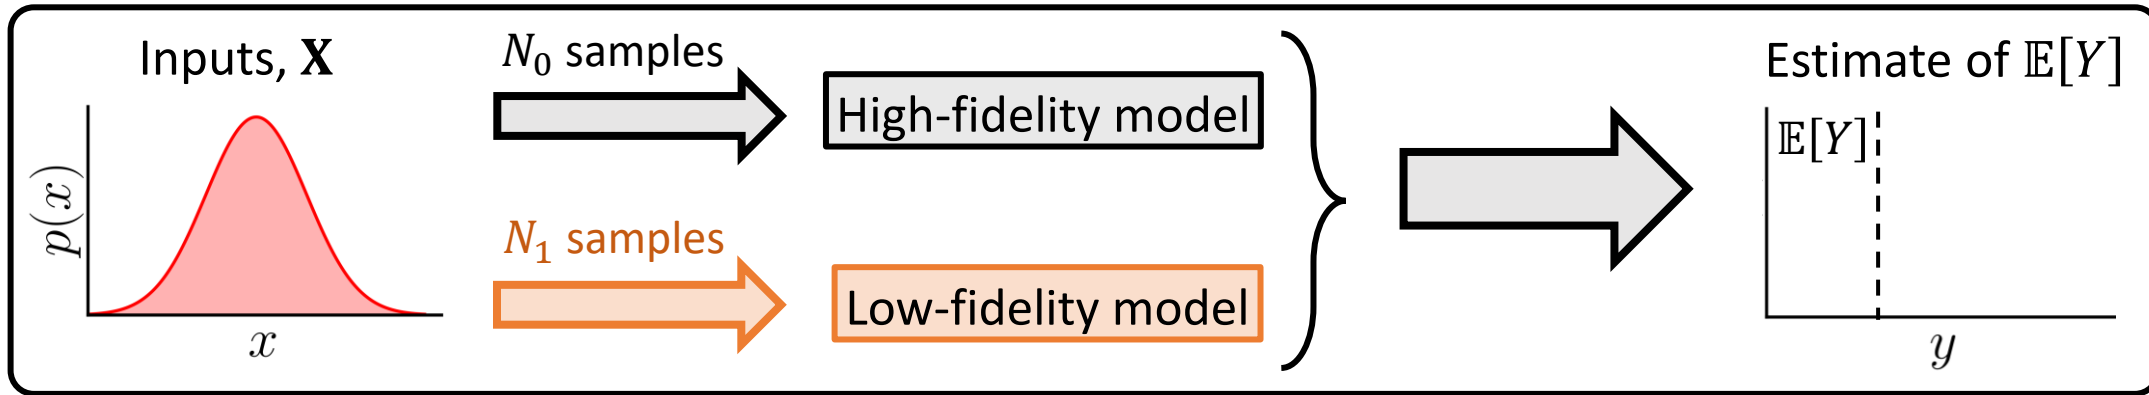 Inputs, X
p(x)
x
N₀ samples
High-fidelity model
N₁ samples
Low-fidelity model
Estimate of 𝔼[Y]
𝔼[Y]
y